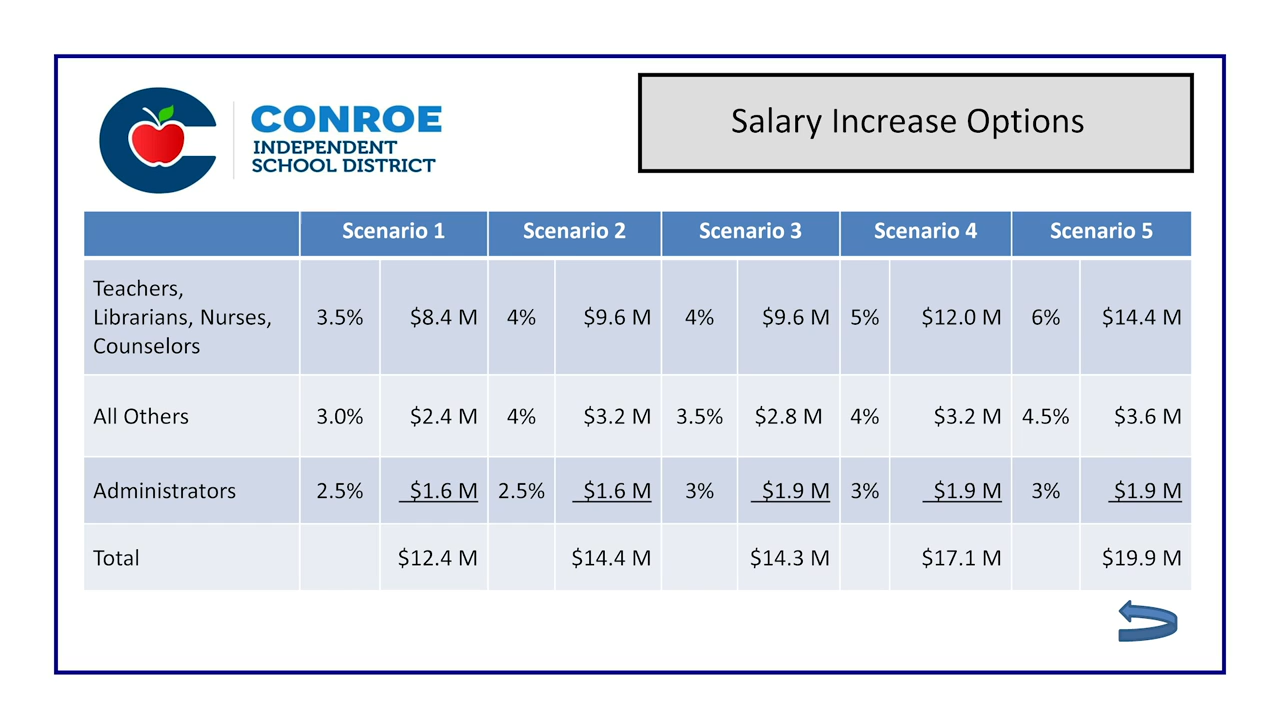 CONROE
INDEPENDENT
SCHOOL DISTRICT
Salary Increase Options
Scenario 1 Scenario 2 Scenario 3 Scenario 4 Scenario 5
Teachers,
Librarians, Nurses,
Counselors
3.5% $8.4 M 4% $9.6 M 4% $9.6 M 5% $12.0 M 6% $14.4 M
All Others 3.0% $2.4 M 4% $3.2 M 3.5% $2.8 M 4% $3.2 M 4.5% $3.6 M
Administrators 2.5% $1.6 M 2.5% $1.6 M 3% $1.9 M 3% $1.9 M 3% $1.9 M
Total $12.4 M $14.4 M $14.3 M $17.1 M $19.9 M